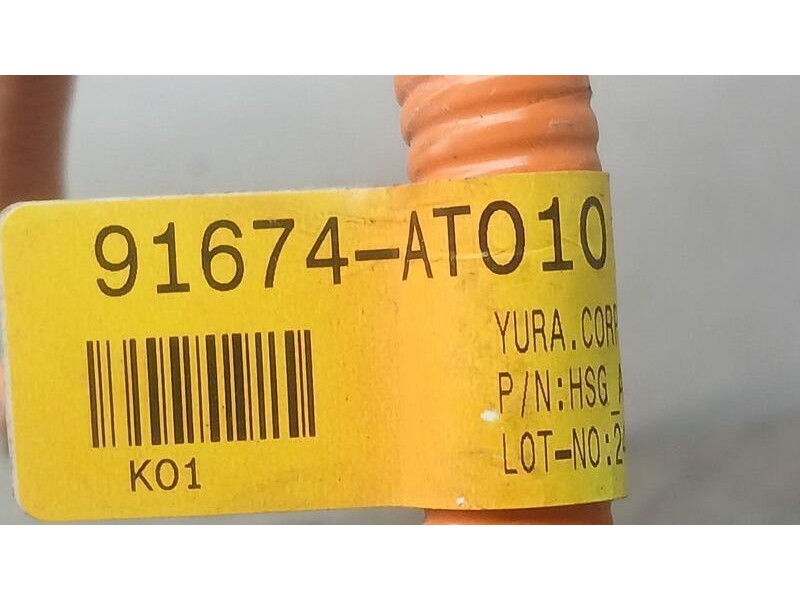 91674-AT010
YURA.CORP
P/N:HSG_A
LOT-NO:2
K01